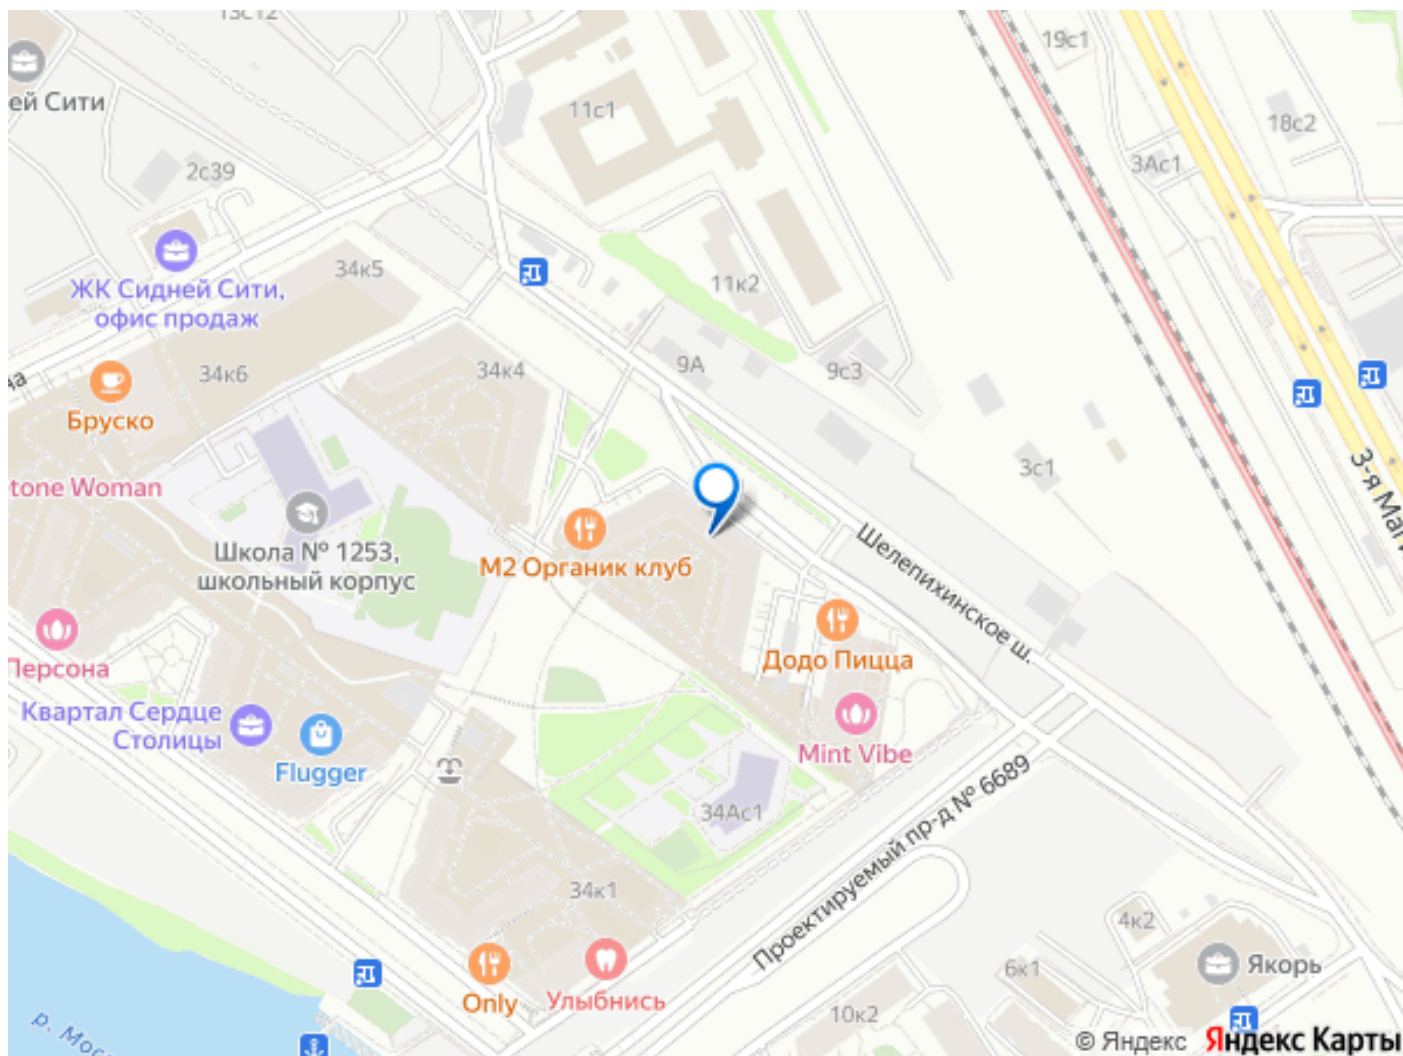 13с12
19с1
ей Сити
11с1
18с2
2с39
3Ас1
34к5
11к2
ЖК Сидней Сити,
офис продаж
34к6
34к4
9А
9с3
на
Бруско
tone Woman
3с1
3-я Маг
Школа № 1253,
школьный корпус
М2 Органик клуб
Шелепихинское ш.
Персона
Додо Пицца
Квартал Сердце
Столицы
Flugger
Mint Vibe
34Ас1
Проектируемый пр-д № 6689
34к1
4к2
6к1
Якорь
Only
Улыбнись
10к2
р. Мос
© Яндекс Яндекс Карты